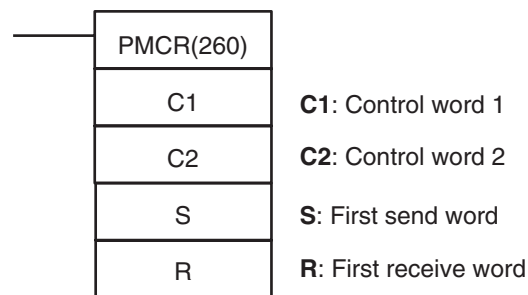 PMCR(260)
C1 C1: Control word 1
C2 C2: Control word 2
S S: First send word
R R: First receive word